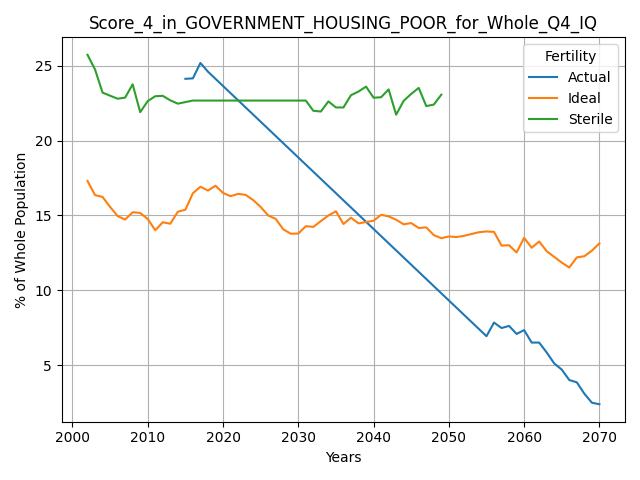 Score_4_in_GOVERNMENT_HOUSING_POOR_for_Whole_Q4_IQ
Fertility
Actual
Ideal
Sterile
% of Whole Population
25
20
15
10
5
2000 2010 2020 2030 2040 2050 2060 2070
Years